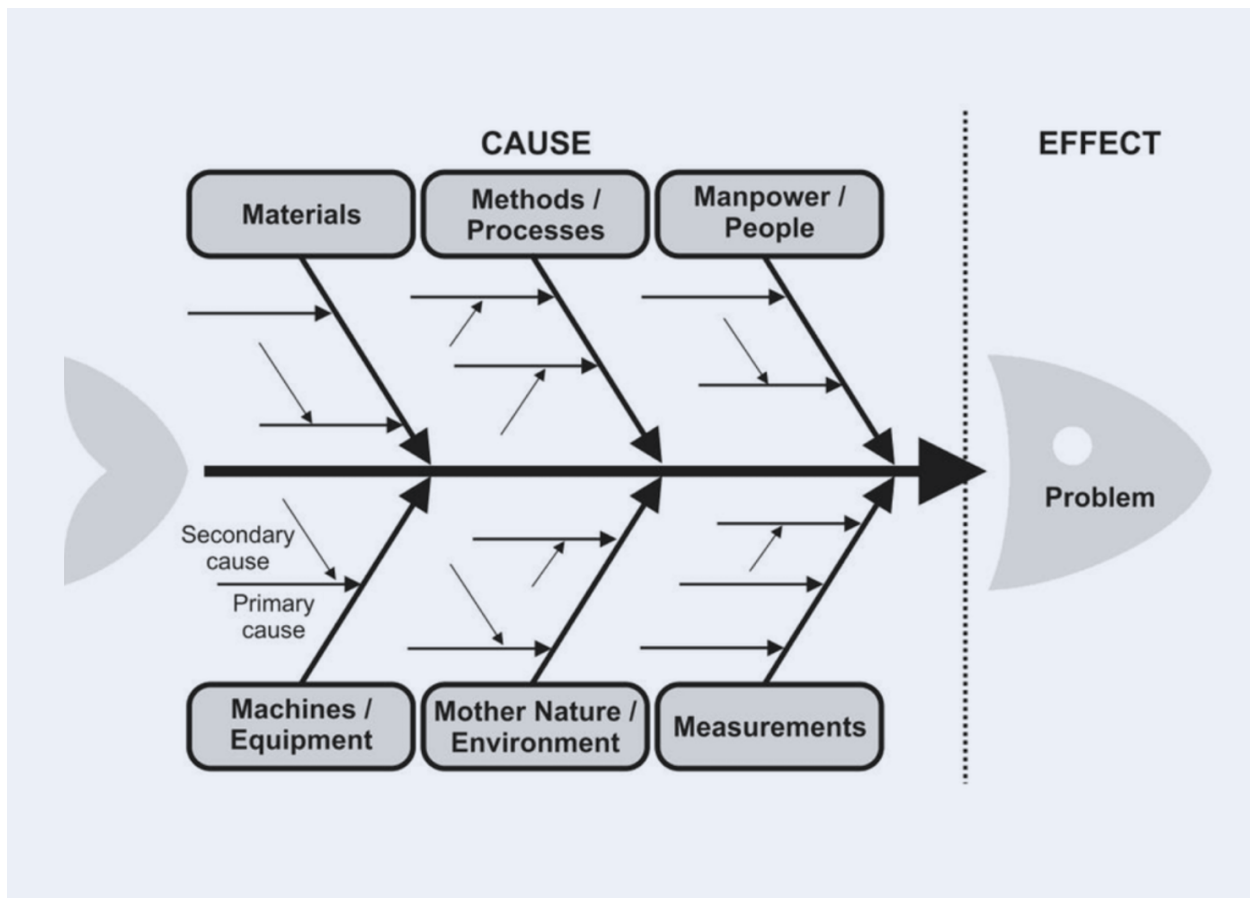 CAUSE
EFFECT
Materials
Methods /
Processes
Manpower /
People
Secondary
cause
Primary
cause
Problem
Machines /
Equipment
Mother Nature /
Environment
Measurements